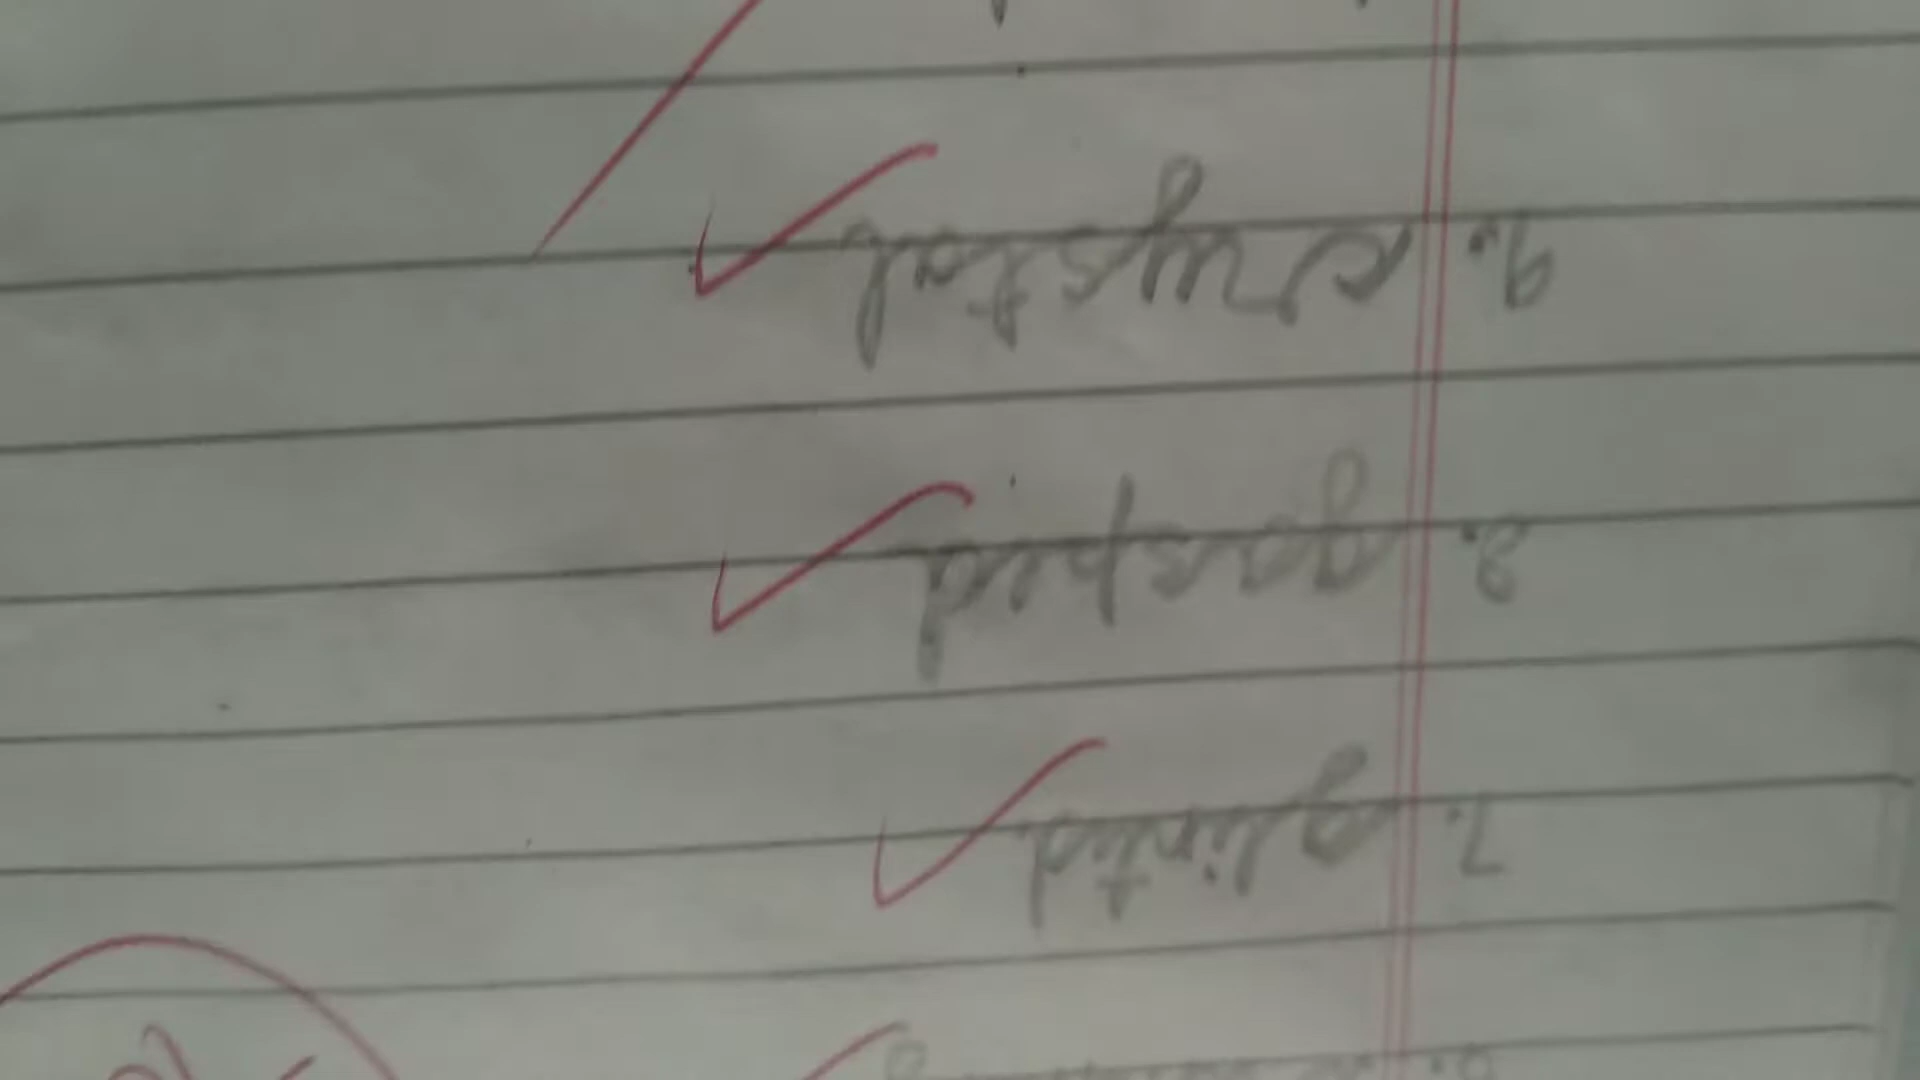 7. glinted
8. gasped
9. crystal